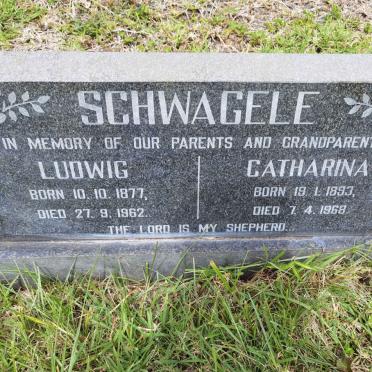 SCHWAGELE
IN MEMORY OF OUR PARENTS AND GRANDPARENT
LUDWIG
BORN 10. 10. 1877,
DIED 27. 9. 1962.
CATHARINA
BORN 19. 1. 1893,
DIED 7. 4. 1968.
THE LORD IS MY SHEPHERD.